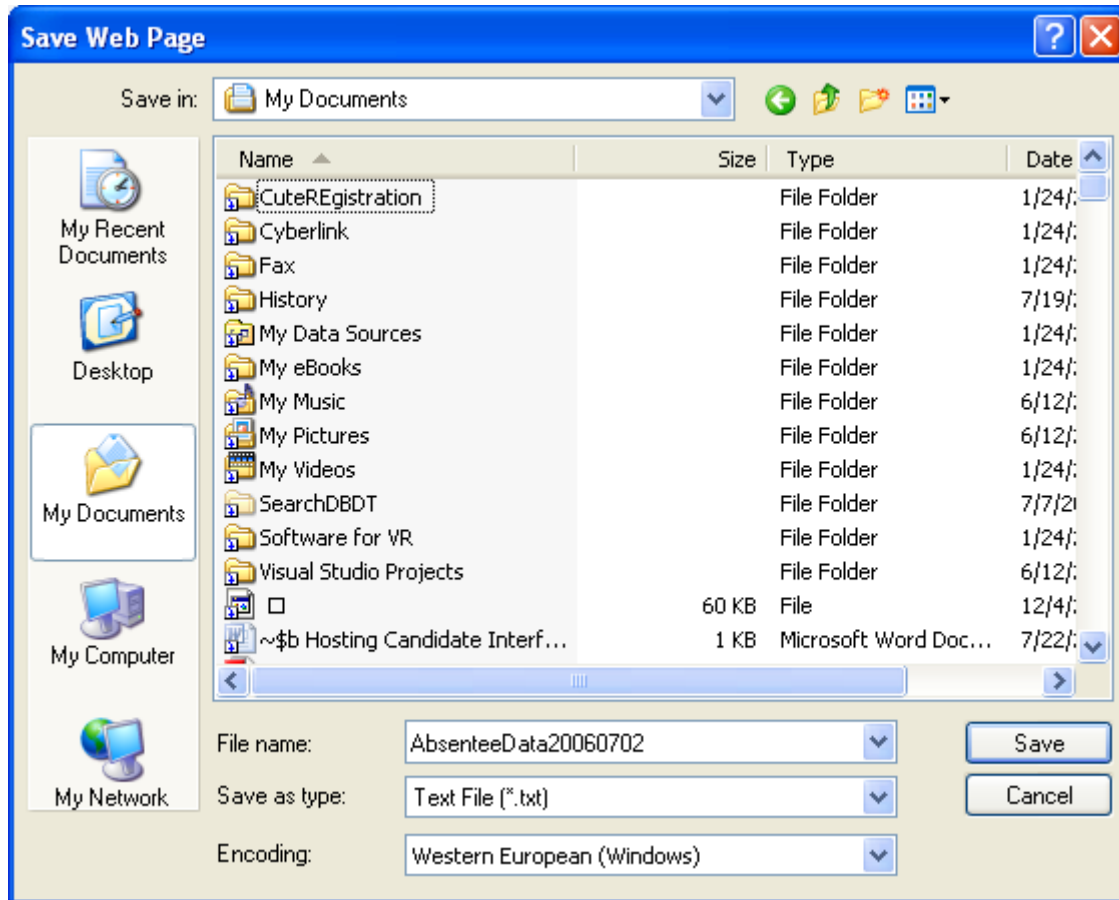 Save Web Page
Save in: My Documents
Name Size Type Date
CuteREgistration File Folder 1/24/
Cyberlink File Folder 1/24/
Fax File Folder 1/24/
History File Folder 7/19/
My Data Sources File Folder 1/24/
My eBooks File Folder 1/24/
My Music File Folder 6/12/
My Pictures File Folder 6/12/
My Videos File Folder 1/24/
SearchDBDT File Folder 7/7/2
Software for VR File Folder 1/24/
Visual Studio Projects File Folder 6/12/
60 KB File 12/4/
~$b Hosting Candidate Interf... 1 KB Microsoft Word Doc... 7/22/
My Recent
Documents
Desktop
My Documents
My Computer
My Network
File name: AbsenteeData20060702 Save
Save as type: Text File (*.txt) Cancel
Encoding: Western European (Windows)